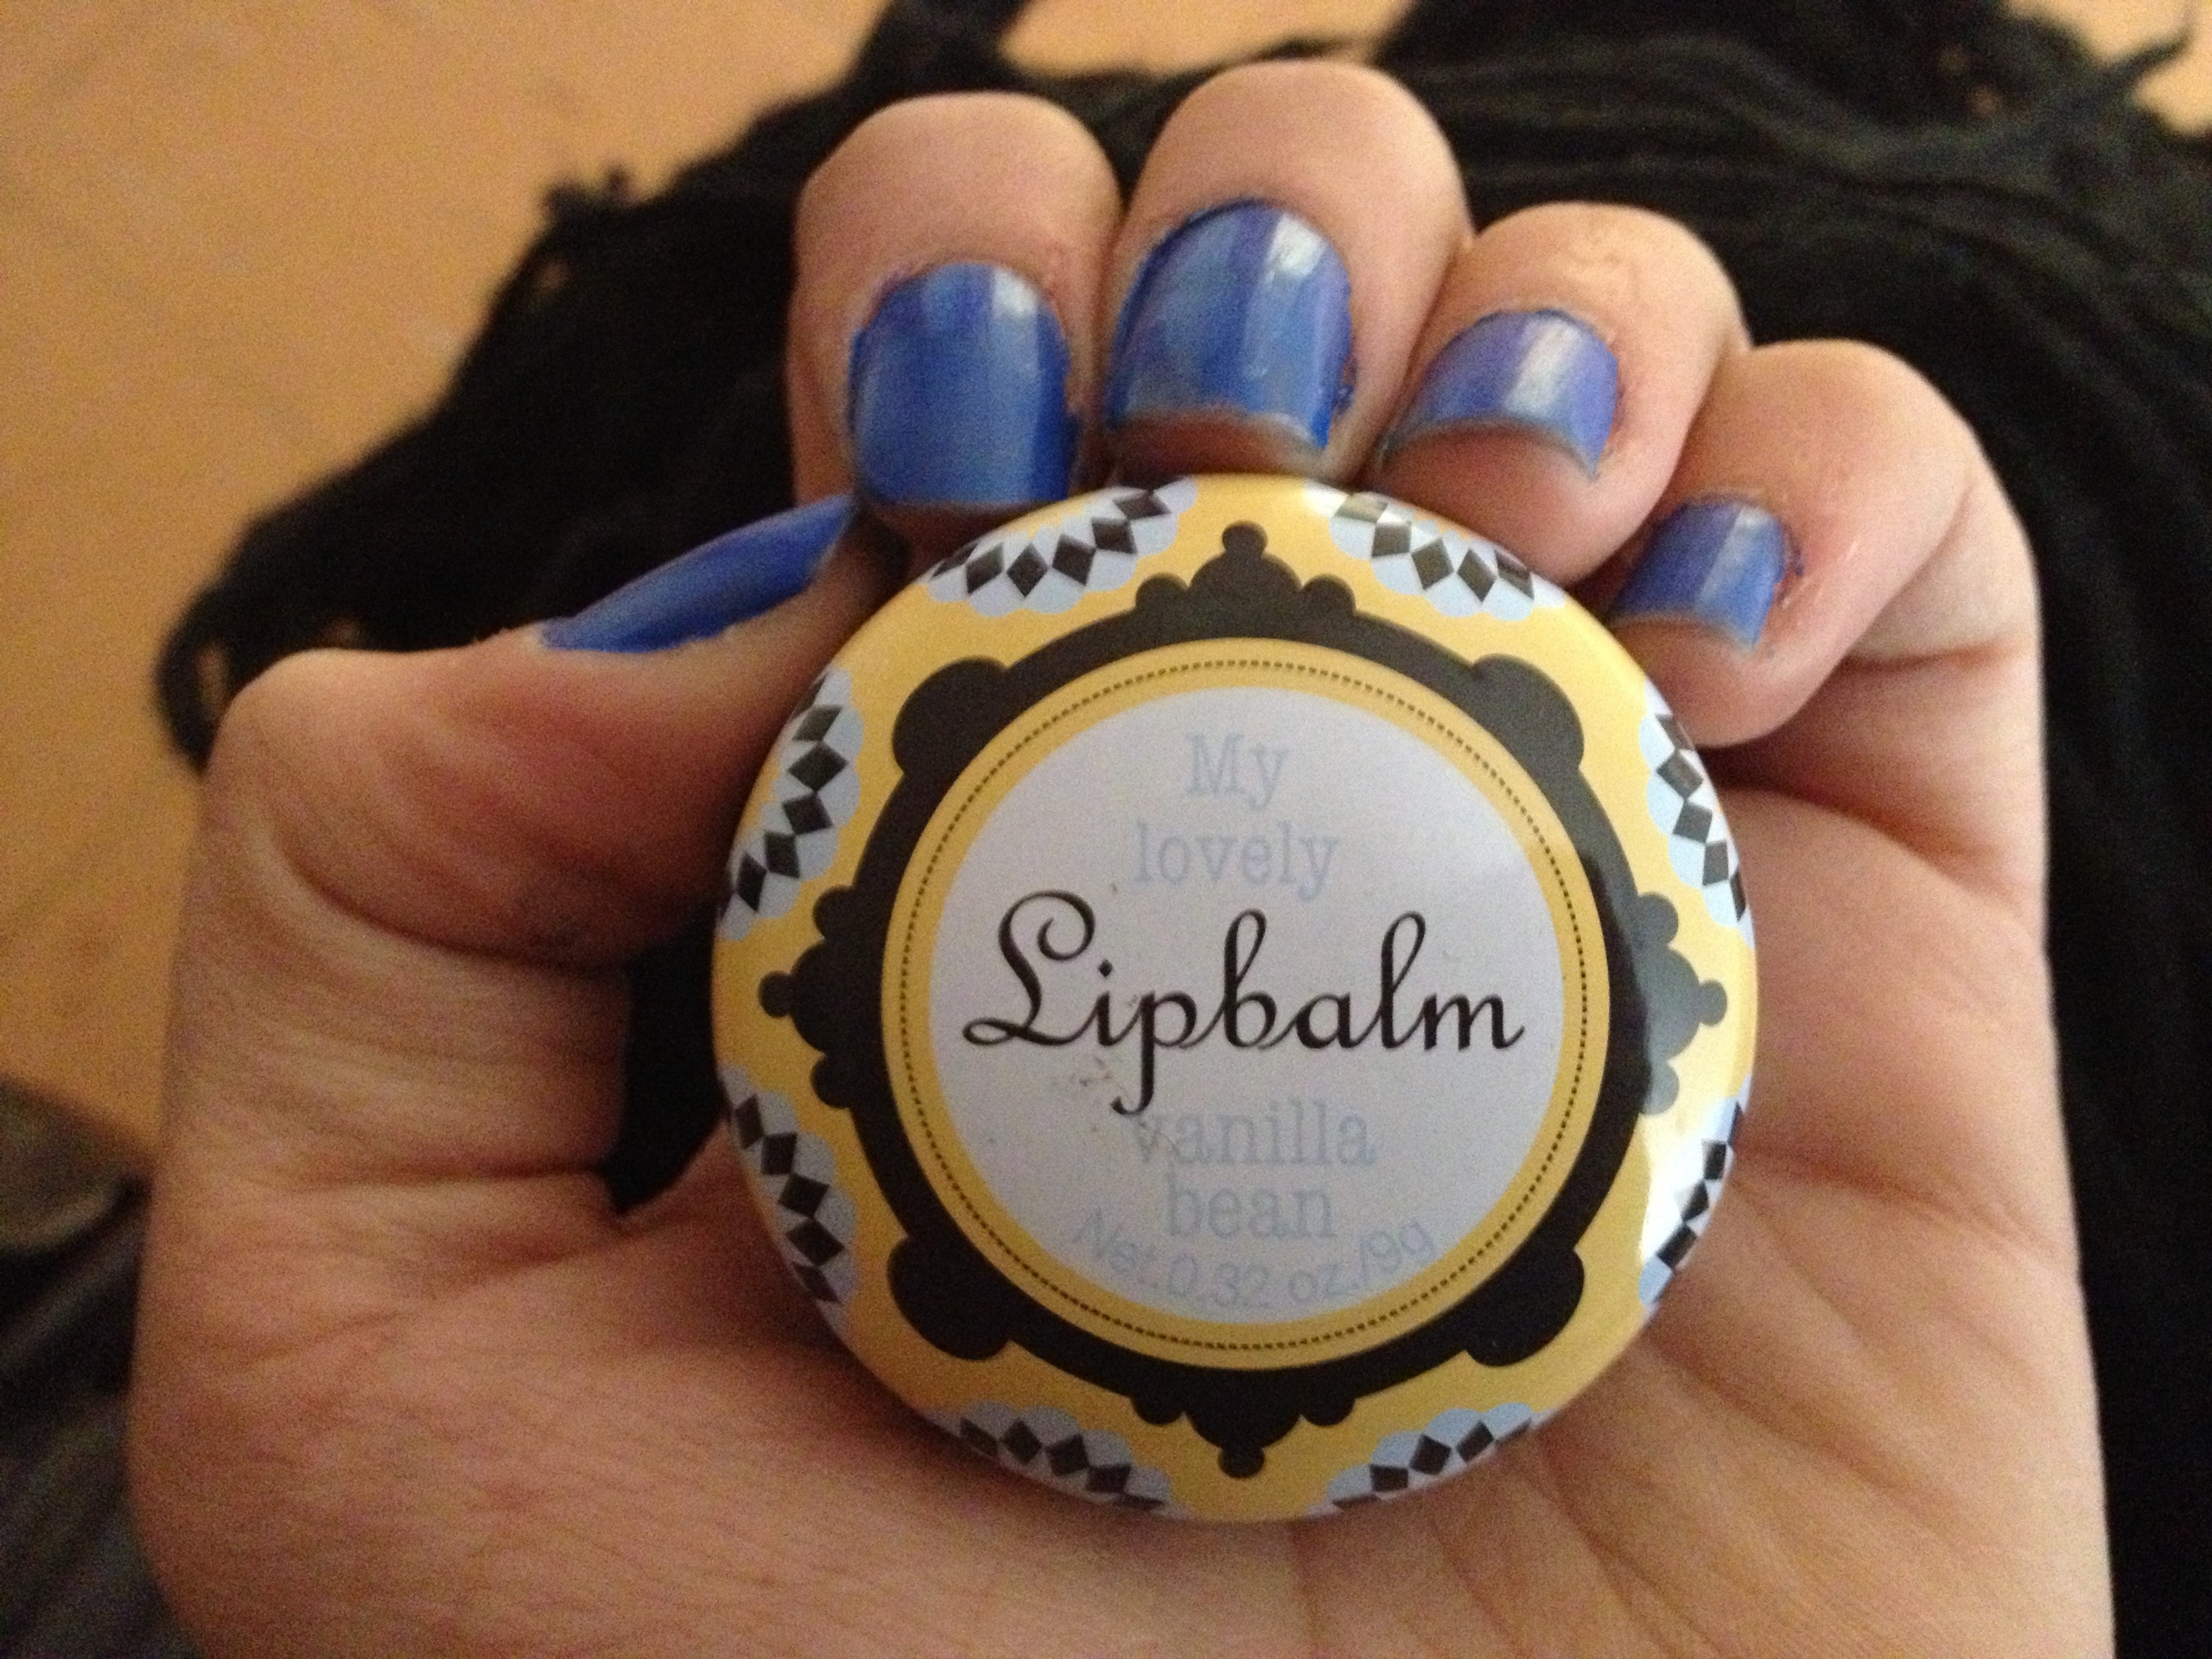 My
lovely
Lipbalm
vanilla
bean
Net. 0.32 oz./9g